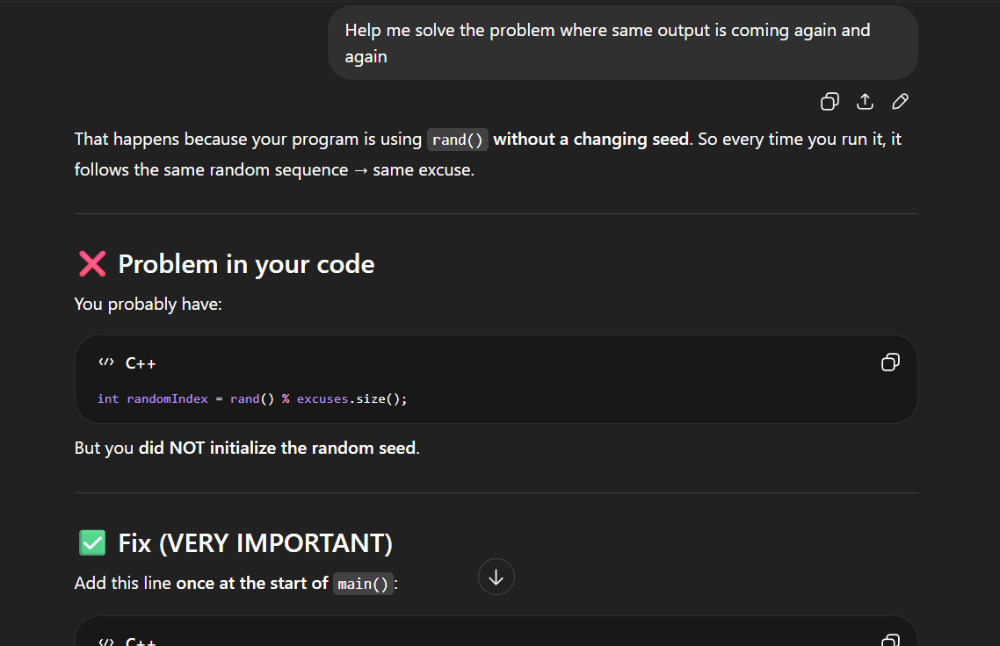 Help me solve the problem where same output is coming again and
again
That happens because your program is using rand() without a changing seed. So every time you run it, it
follows the same random sequence → same excuse.
❌ Problem in your code
You probably have:
</> C++
int randomIndex = rand() % excuses.size();
But you did NOT initialize the random seed.
✅ Fix (VERY IMPORTANT)
Add this line once at the start of main():
</> C++